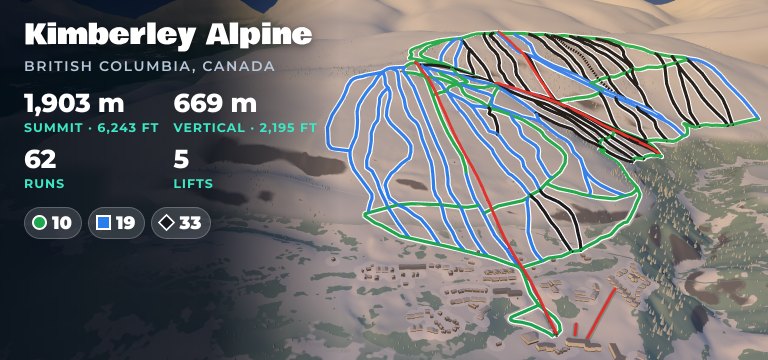 Kimberley Alpine
BRITISH COLUMBIA, CANADA
1,903 m 669 m
SUMMIT · 6,243 FT VERTICAL · 2,195 FT
62 5
RUNS LIFTS
10 19 33